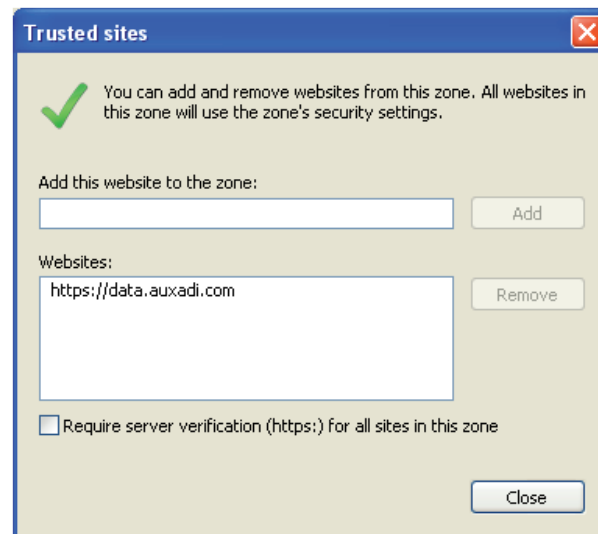 Trusted sites
You can add and remove websites from this zone. All websites in
this zone will use the zone's security settings.
Add this website to the zone:
Add
Websites:
https://data.auxadi.com
Remove
Require server verification (https:) for all sites in this zone
Close